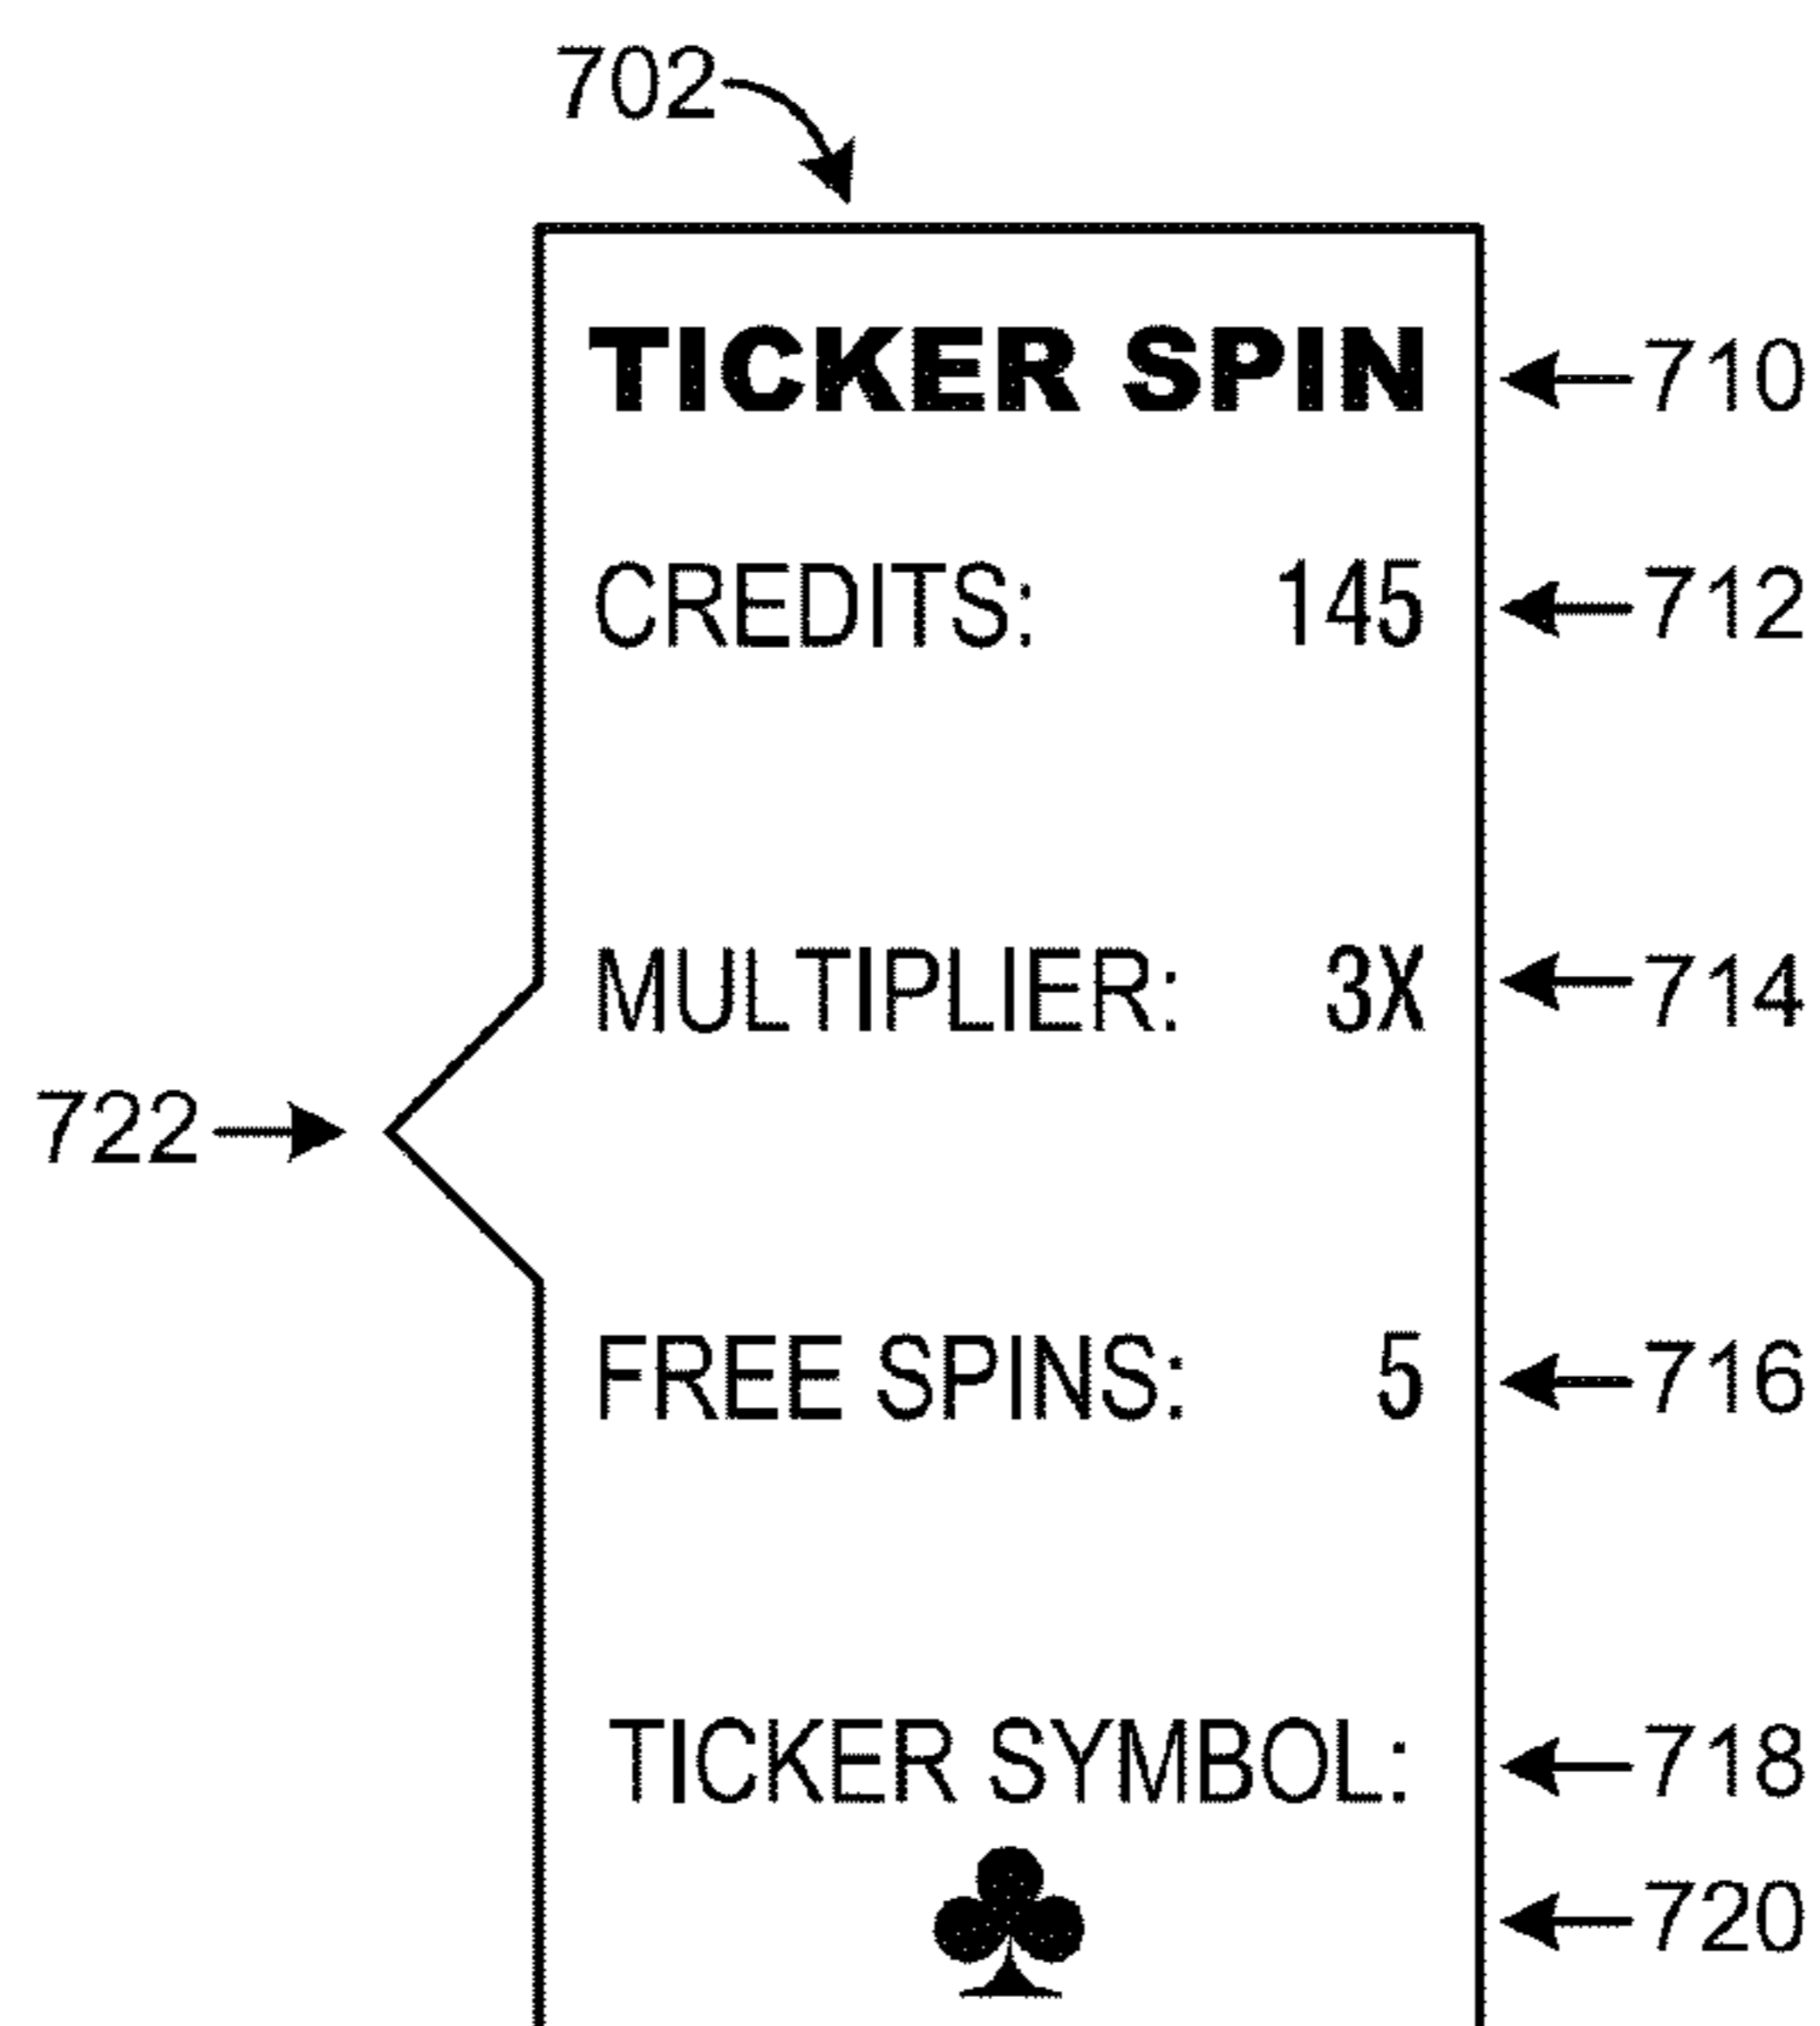 702
TICKER SPIN 710
CREDITS: 145 712
MULTIPLIER: 3X 714
722
FREE SPINS: 5 716
TICKER SYMBOL: 718
720